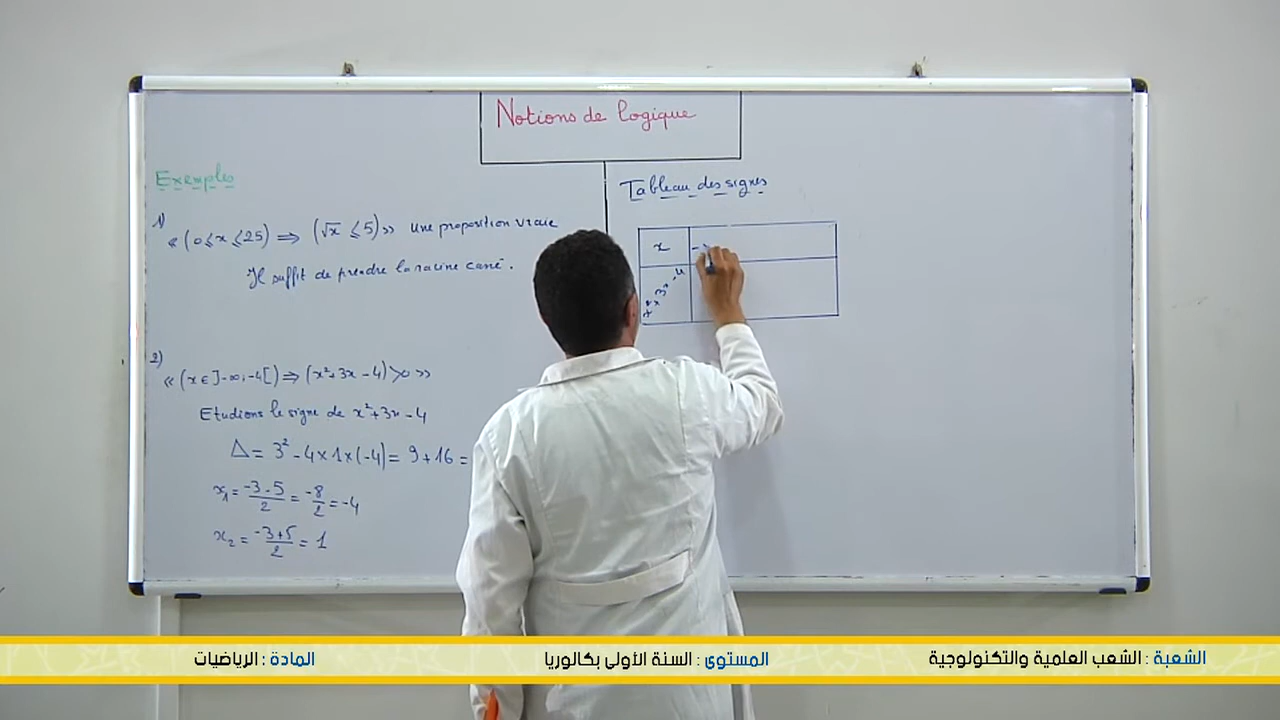 Notions de logique
Exemples
1)
« (0 ⩽ x ⩽ 25) ⟹ (√x ⩽ 5) » une proposition vraie
Il suffit de prendre la racine carré.
2)
« (x ∈ ]-∞; -4[) ⟹ (x²+3x-4) > 0 »
Etudions le signe de x²+3x-4
Δ = 3² - 4×1×(-4) = 9 + 16 =
x₁ = (-3-5)/2 = -8/2 = -4
x₂ = (-3+5)/2 = 1
Tableau des signes
x
x²+3x-4
الشعبة : الشعب العلمية والتكنولوجية
المستوى : السنة الأولى بكالوريا
المادة : الرياضيات